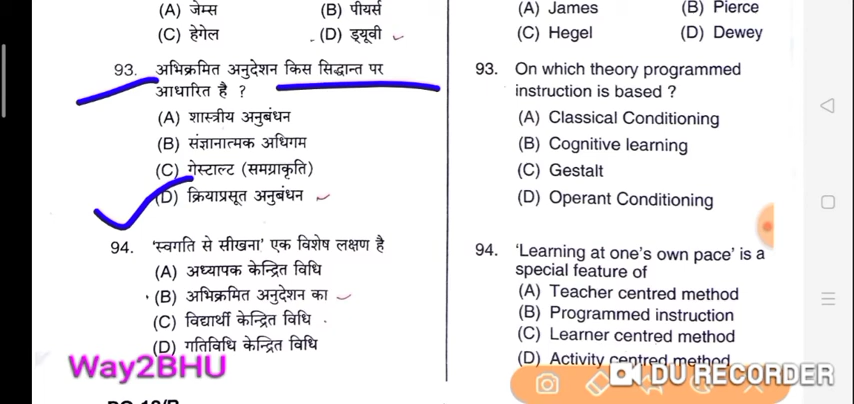 (A) जेम्स
(B) पीयर्स
(C) हेगेल
(D) ड्यूवी
93. अभिक्रमित अनुदेशन किस सिद्धान्त पर
आधारित है ?
(A) शास्त्रीय अनुबंधन
(B) संज्ञानात्मक अधिगम
(C) गेस्टाल्ट (समग्राकृति)
(D) क्रियाप्रसूत अनुबंधन
94. 'स्वगति से सीखना' एक विशेष लक्षण है
(A) अध्यापक केन्द्रित विधि
(B) अभिक्रमित अनुदेशन का
(C) विद्यार्थी केन्द्रित विधि
(D) गतिविधि केन्द्रित विधि
Way2BHU
(A) James
(B) Pierce
(C) Hegel
(D) Dewey
93. On which theory programmed
instruction is based ?
(A) Classical Conditioning
(B) Cognitive learning
(C) Gestalt
(D) Operant Conditioning
94. 'Learning at one's own pace' is a
special feature of
(A) Teacher centred method
(B) Programmed instruction
(C) Learner centred method
(D) Activity centred method
DU RECORDER